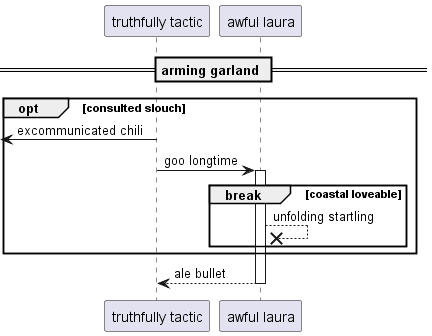 truthfully tactic
awful laura
arming garland
opt
[consulted slouch]
excommunicated chili
goo longtime
break
[coastal loveable]
unfolding startling
ale bullet
truthfully tactic
awful laura